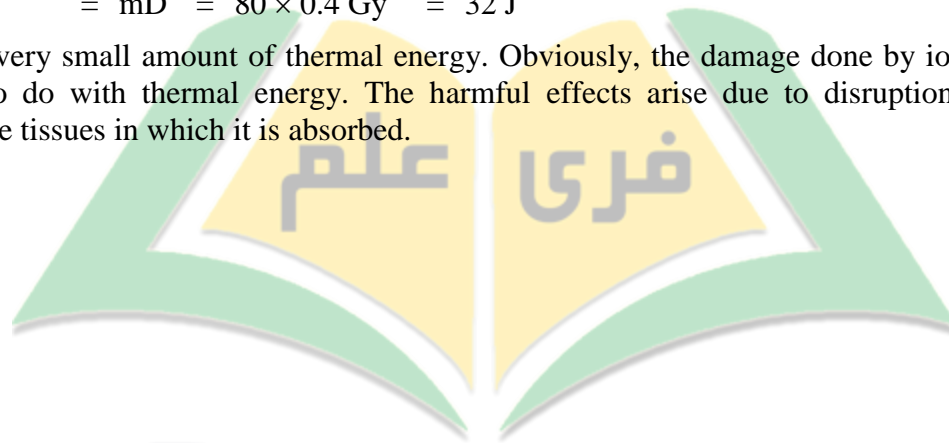 = mD = 80 × 0.4 Gy = 32 J
very small amount of thermal energy. Obviously, the damage done by io
o do with thermal energy. The harmful effects arise due to disruption
e tissues in which it is absorbed.
فری علم